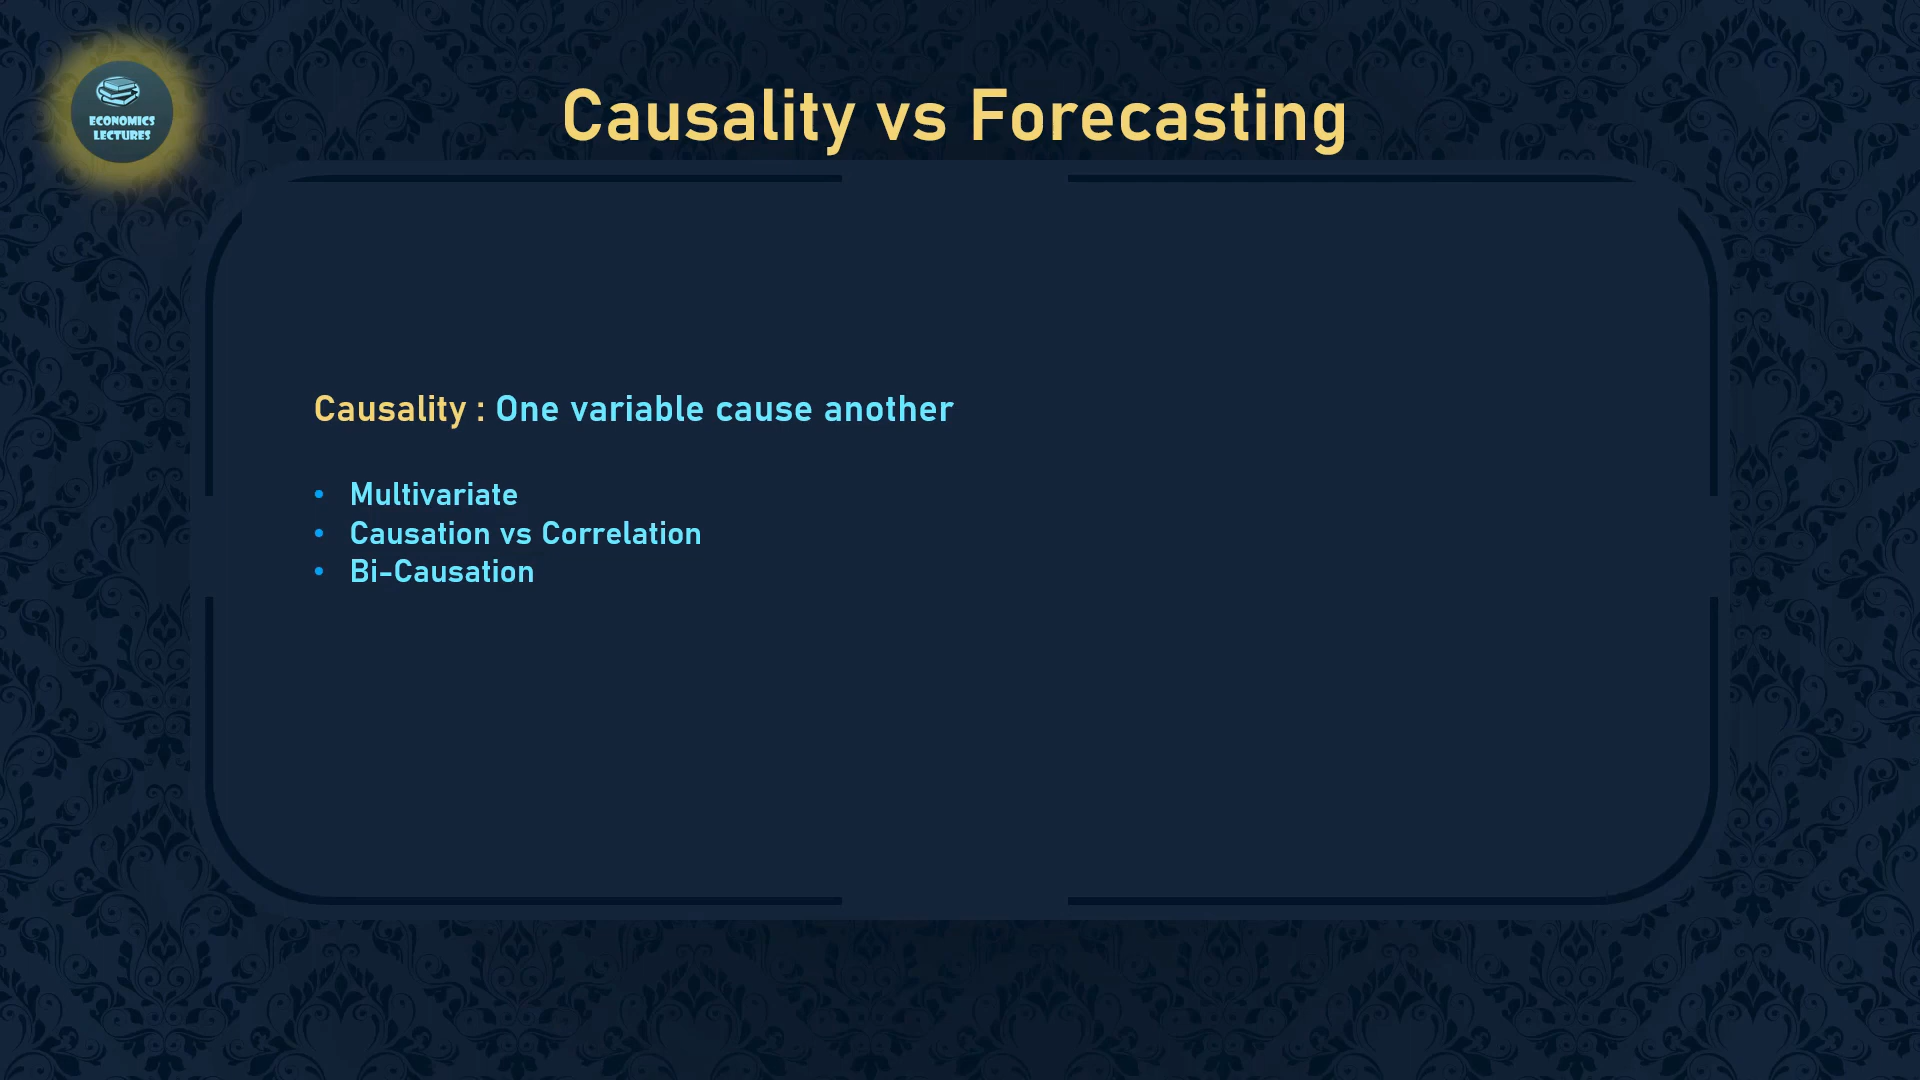 ECONOMICS
LECTURES
Causality vs Forecasting
Causality : One variable cause another
• Multivariate
• Causation vs Correlation
• Bi-Causation